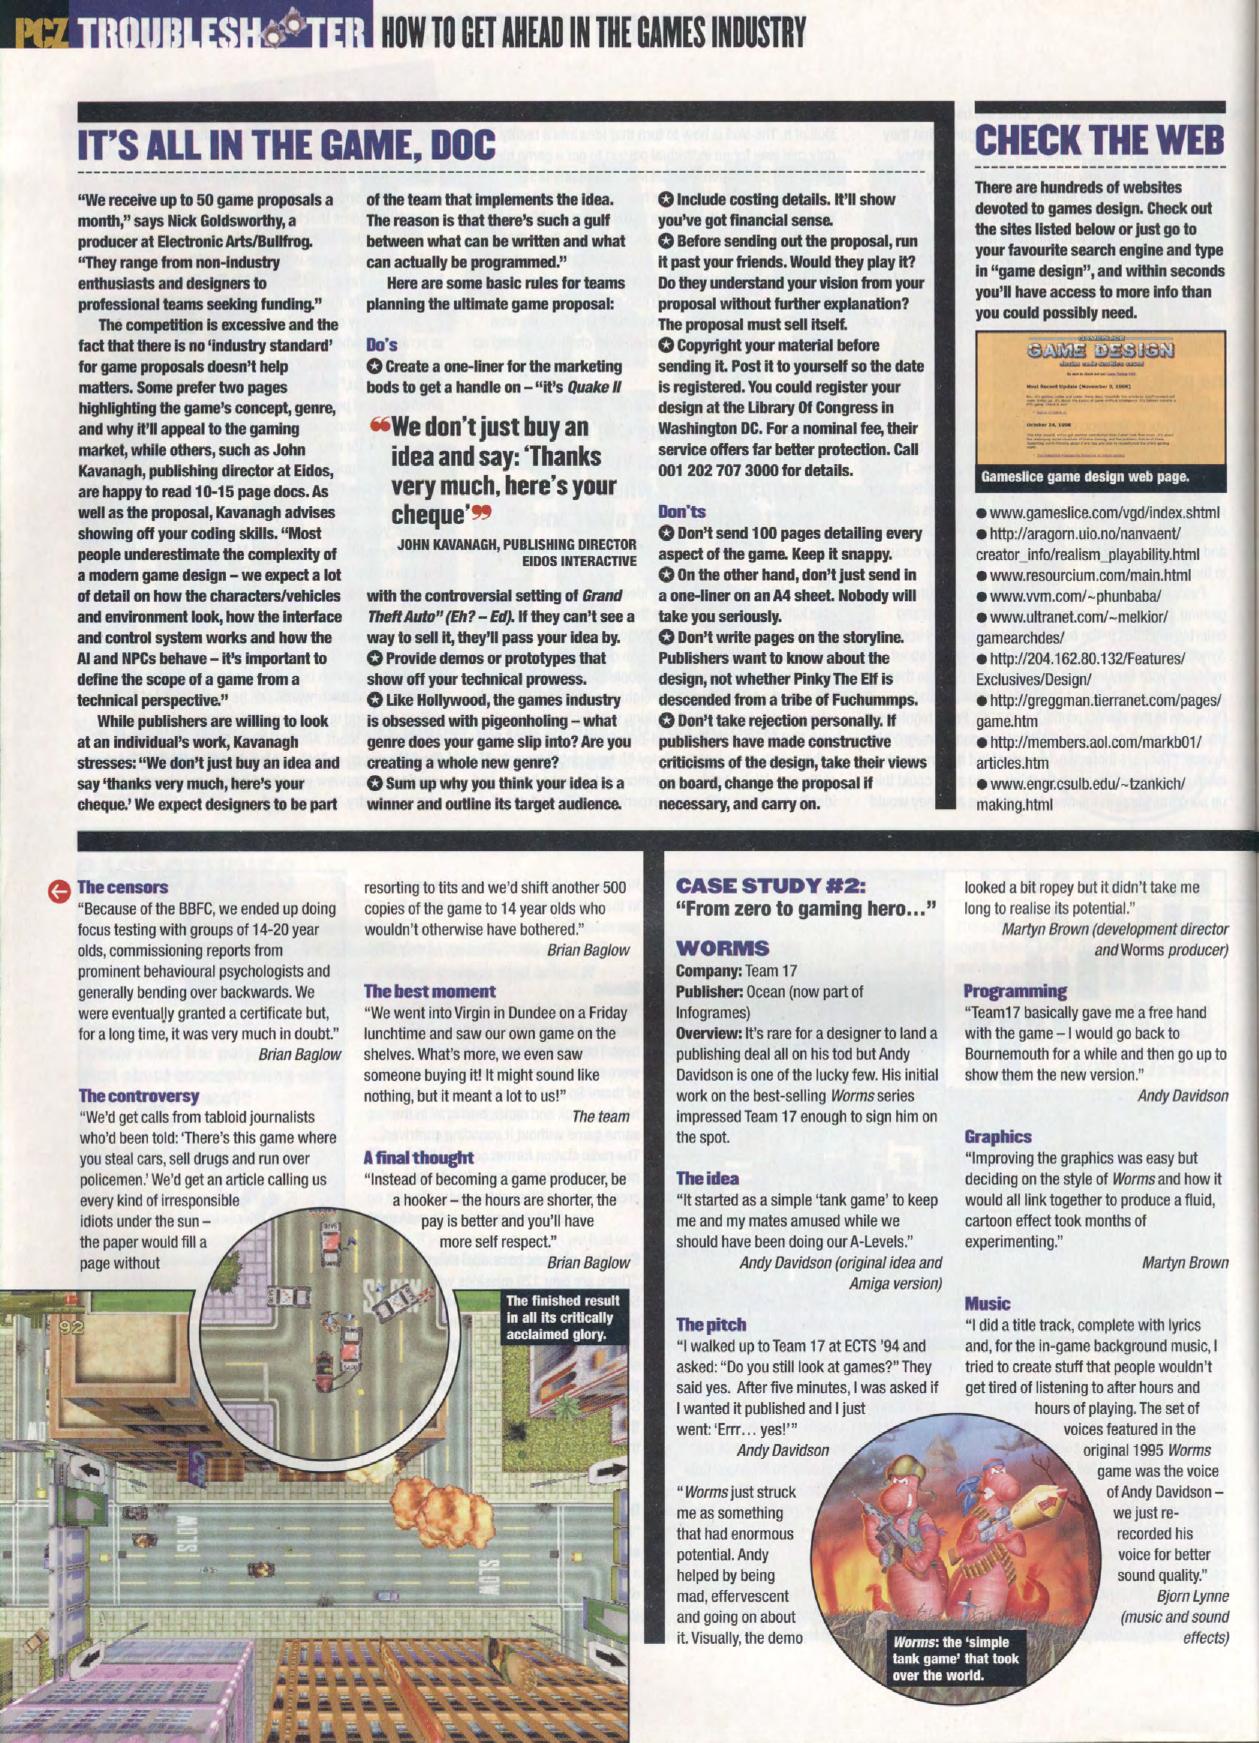 PCZ TROUBLESHOOTER HOW TO GET AHEAD IN THE GAMES INDUSTRY
IT'S ALL IN THE GAME, DOC
“We receive up to 50 game proposals a
month,” says Nick Goldsworthy, a
producer at Electronic Arts/Bullfrog.
“They range from non-industry
enthusiasts and designers to
professional teams seeking funding.”
The competition is excessive and the
fact that there is no ‘industry standard’
for game proposals doesn't help
matters. Some prefer two pages
highlighting the game's concept, genre,
and why it'll appeal to the gaming
market, while others, such as John
Kavanagh, publishing director at Eidos,
are happy to read 10-15 page docs. As
well as the proposal, Kavanagh advises
showing off your coding skills. “Most
people underestimate the complexity of
a modern game design – we expect a lot
of detail on how the characters/vehicles
and environment look, how the interface
and control system works and how the
AI and NPCs behave – it's important to
define the scope of a game from a
technical perspective.”
While publishers are willing to look
at an individual's work, Kavanagh
stresses: “We don't just buy an idea and
say ‘thanks very much, here's your
cheque.’ We expect designers to be part
of the team that implements the idea.
The reason is that there's such a gulf
between what can be written and what
can actually be programmed.”
Here are some basic rules for teams
planning the ultimate game proposal:
Do's
✪ Create a one-liner for the marketing
bods to get a handle on – “it's Quake II
“We don't just buy an
idea and say: ‘Thanks
very much, here's your
cheque’”
JOHN KAVANAGH, PUBLISHING DIRECTOR
EIDOS INTERACTIVE
with the controversial setting of Grand
Theft Auto” (Eh? – Ed). If they can't see a
way to sell it, they'll pass your idea by.
✪ Provide demos or prototypes that
show off your technical prowess.
✪ Like Hollywood, the games industry
is obsessed with pigeonholing – what
genre does your game slip into? Are you
creating a whole new genre?
✪ Sum up why you think your idea is a
winner and outline its target audience.
✪ Include costing details. It'll show
you've got financial sense.
✪ Before sending out the proposal, run
it past your friends. Would they play it?
Do they understand your vision from your
proposal without further explanation?
The proposal must sell itself.
✪ Copyright your material before
sending it. Post it to yourself so the date
is registered. You could register your
design at the Library Of Congress in
Washington DC. For a nominal fee, their
service offers far better protection. Call
001 202 707 3000 for details.
Don'ts
✪ Don't send 100 pages detailing every
aspect of the game. Keep it snappy.
✪ On the other hand, don't just send in
a one-liner on an A4 sheet. Nobody will
take you seriously.
✪ Don't write pages on the storyline.
Publishers want to know about the
design, not whether Pinky The Elf is
descended from a tribe of Fuchummps.
✪ Don't take rejection personally. If
publishers have made constructive
criticisms of the design, take their views
on board, change the proposal if
necessary, and carry on.
CHECK THE WEB
There are hundreds of websites
devoted to games design. Check out
the sites listed below or just go to
your favourite search engine and type
in “game design”, and within seconds
you'll have access to more info than
you could possibly need.
GAMESLICE
GAME DESIGN
Most Recent Update (November 9, 1998)
October 24, 1998
Gameslice game design web page.
● www.gameslice.com/vgd/index.shtml
● http://aragorn.uio.no/nanvaent/
creator_info/realism_playability.html
● www.resourcium.com/main.html
● www.vvm.com/~phunbaba/
● www.ultranet.com/~melkior/
gamearchdes/
● http://204.162.80.132/Features/
Exclusives/Design/
● http://greggman.tierranet.com/pages/
game.htm
● http://members.aol.com/markb01/
articles.htm
● www.engr.csulb.edu/~tzankich/
making.html
The censors
“Because of the BBFC, we ended up doing
focus testing with groups of 14-20 year
olds, commissioning reports from
prominent behavioural psychologists and
generally bending over backwards. We
were eventually granted a certificate but,
for a long time, it was very much in doubt.”
Brian Baglow
The controversy
“We'd get calls from tabloid journalists
who'd been told: ‘There's this game where
you steal cars, sell drugs and run over
policemen.’ We'd get an article calling us
every kind of irresponsible
idiots under the sun –
the paper would fill a
page without
resorting to tits and we'd shift another 500
copies of the game to 14 year olds who
wouldn't otherwise have bothered.”
Brian Baglow
The best moment
“We went into Virgin in Dundee on a Friday
lunchtime and saw our own game on the
shelves. What's more, we even saw
someone buying it! It might sound like
nothing, but it meant a lot to us!”
The team
A final thought
“Instead of becoming a game producer, be
a hooker – the hours are shorter, the
pay is better and you'll have
more self respect.”
Brian Baglow
The finished result
in all its critically
acclaimed glory.
92
SLOW
SLOW
SLOW
CASE STUDY #2:
“From zero to gaming hero...”
WORMS
Company: Team 17
Publisher: Ocean (now part of
Infogrames)
Overview: It's rare for a designer to land a
publishing deal all on his tod but Andy
Davidson is one of the lucky few. His initial
work on the best-selling Worms series
impressed Team 17 enough to sign him on
the spot.
The idea
“It started as a simple ‘tank game’ to keep
me and my mates amused while we
should have been doing our A-Levels.”
Andy Davidson (original idea and
Amiga version)
The pitch
“I walked up to Team 17 at ECTS '94 and
asked: “Do you still look at games?” They
said yes. After five minutes, I was asked if
I wanted it published and I just
went: ‘Errr... yes!’”
Andy Davidson
“Worms just struck
me as something
that had enormous
potential. Andy
helped by being
mad, effervescent
and going on about
it. Visually, the demo
looked a bit ropey but it didn't take me
long to realise its potential.”
Martyn Brown (development director
and Worms producer)
Programming
“Team17 basically gave me a free hand
with the game – I would go back to
Bournemouth for a while and then go up to
show them the new version.”
Andy Davidson
Graphics
“Improving the graphics was easy but
deciding on the style of Worms and how it
would all link together to produce a fluid,
cartoon effect took months of
experimenting.”
Martyn Brown
Music
“I did a title track, complete with lyrics
and, for the in-game background music, I
tried to create stuff that people wouldn't
get tired of listening to after hours and
hours of playing. The set of
voices featured in the
original 1995 Worms
game was the voice
of Andy Davidson –
we just re-
recorded his
voice for better
sound quality.”
Bjorn Lynne
(music and sound
effects)
Worms: the ‘simple
tank game’ that took
over the world.